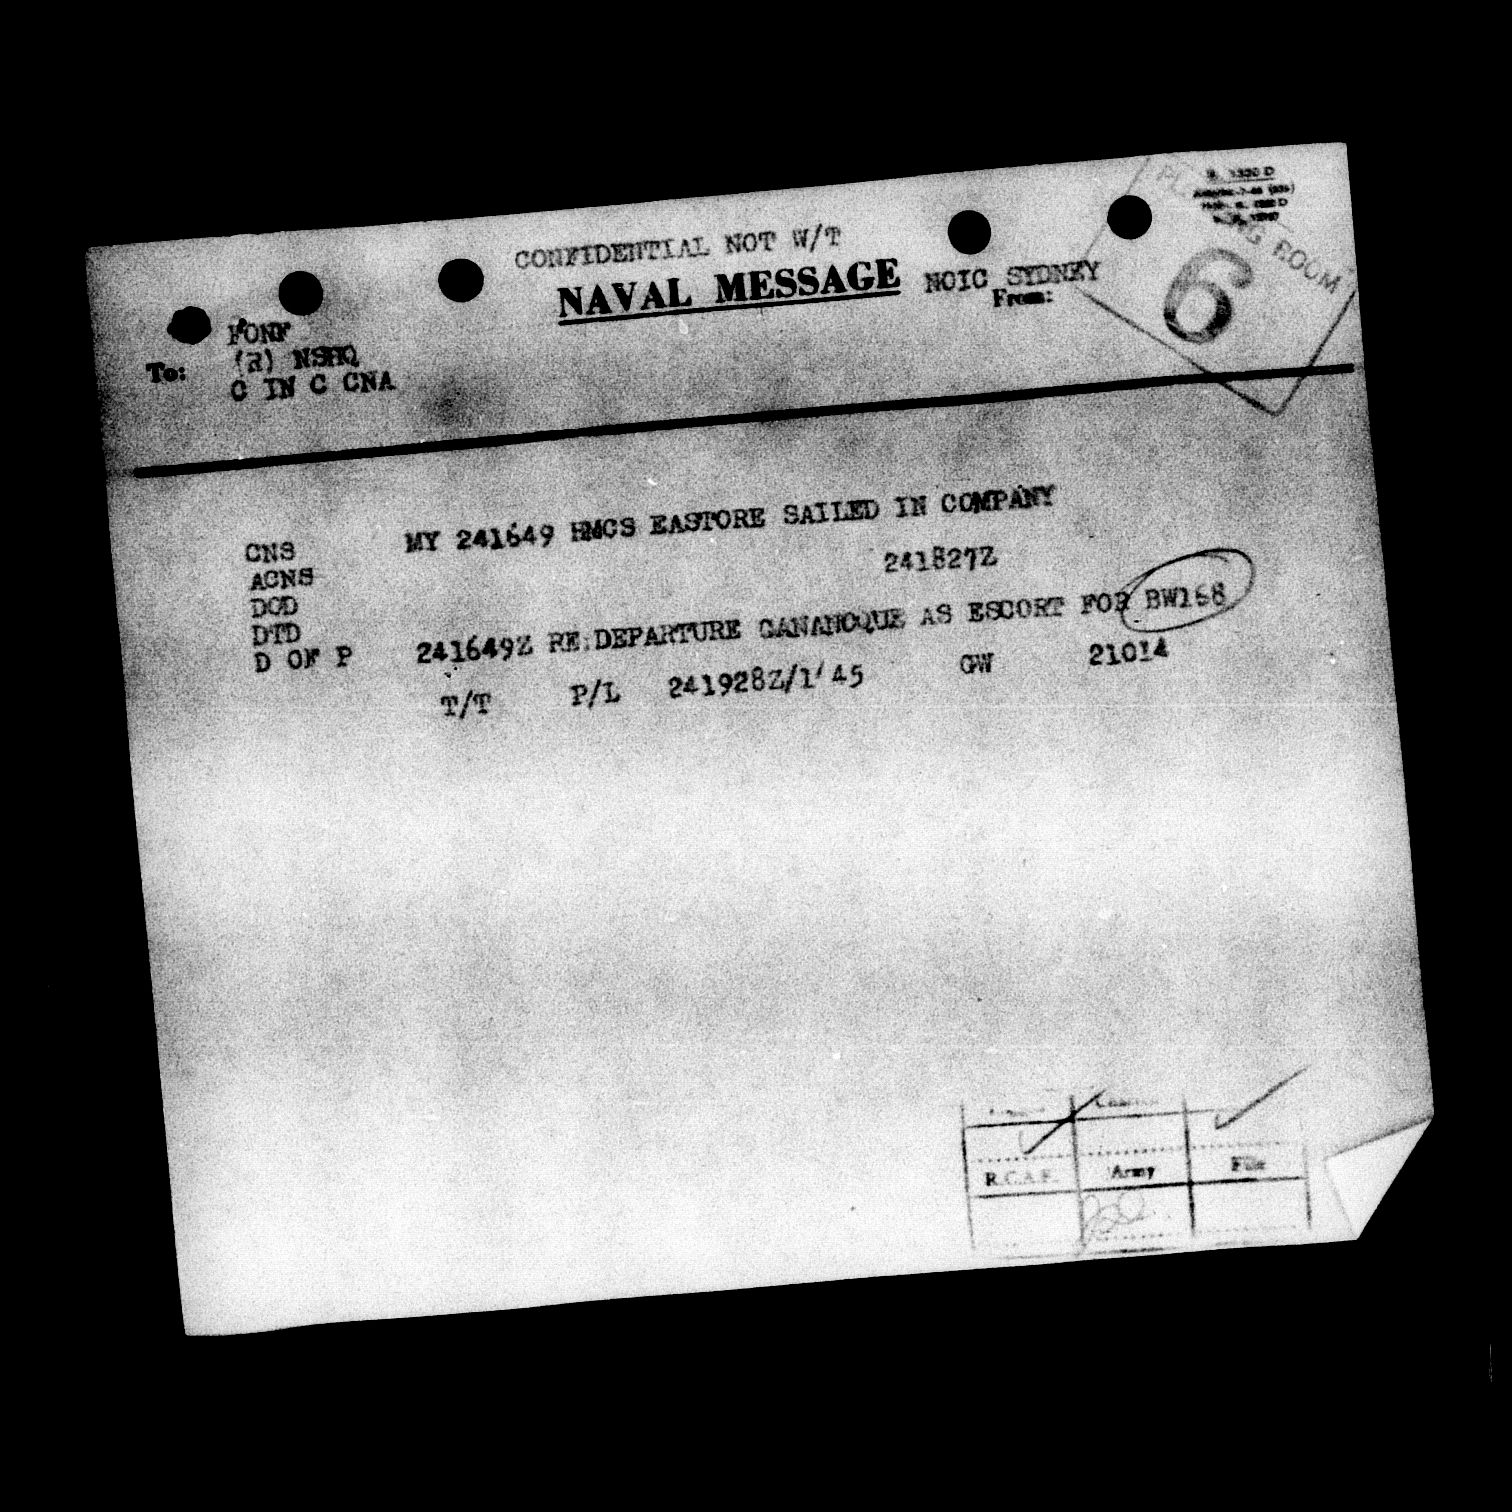 CONFIDENTIAL NOT W/T
NAVAL MESSAGE
NOIC SYDNEY
From:
ROOM
6
To:
FONF
(R) NSHQ
C IN C CNA
CNS
ACNS
DOD
DTD
D OF P
MY 241649 HMCS EASTORE SAILED IN COMPANY
241827Z
241649Z RE:DEPARTURE GANANOQUE AS ESCORT FOR BW168
T/T P/L 241928Z/1'45 GW 21014
R.C.A.F. Army File